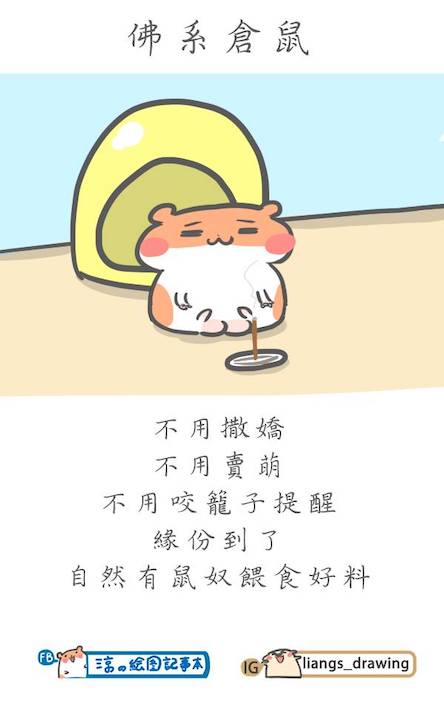 佛系倉鼠
不用撒嬌
不用賣萌
不用咬籠子提醒
緣份到了
自然有鼠奴餵食好料
FB
淳の絵图記事本
IG
liangs_drawing